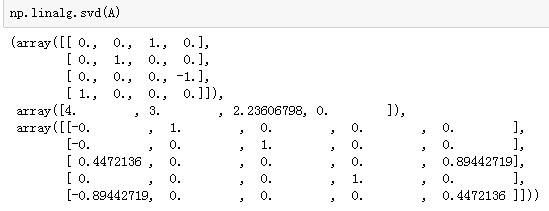 np.linalg.svd(A)
(array([[ 0., 0., 1., 0.],
[ 0., 1., 0., 0.],
[ 0., 0., 0., -1.],
[ 1., 0., 0., 0.]]),
array([4. , 3. , 2.23606798, 0. ]),
array([[-0. , 1. , 0. , 0. , 0. ],
[-0. , 0. , 1. , 0. , 0. ],
[ 0.4472136 , 0. , 0. , 0. , 0.89442719],
[ 0. , 0. , 0. , 1. , 0. ],
[-0.89442719, 0. , 0. , 0. , 0.4472136 ]]))